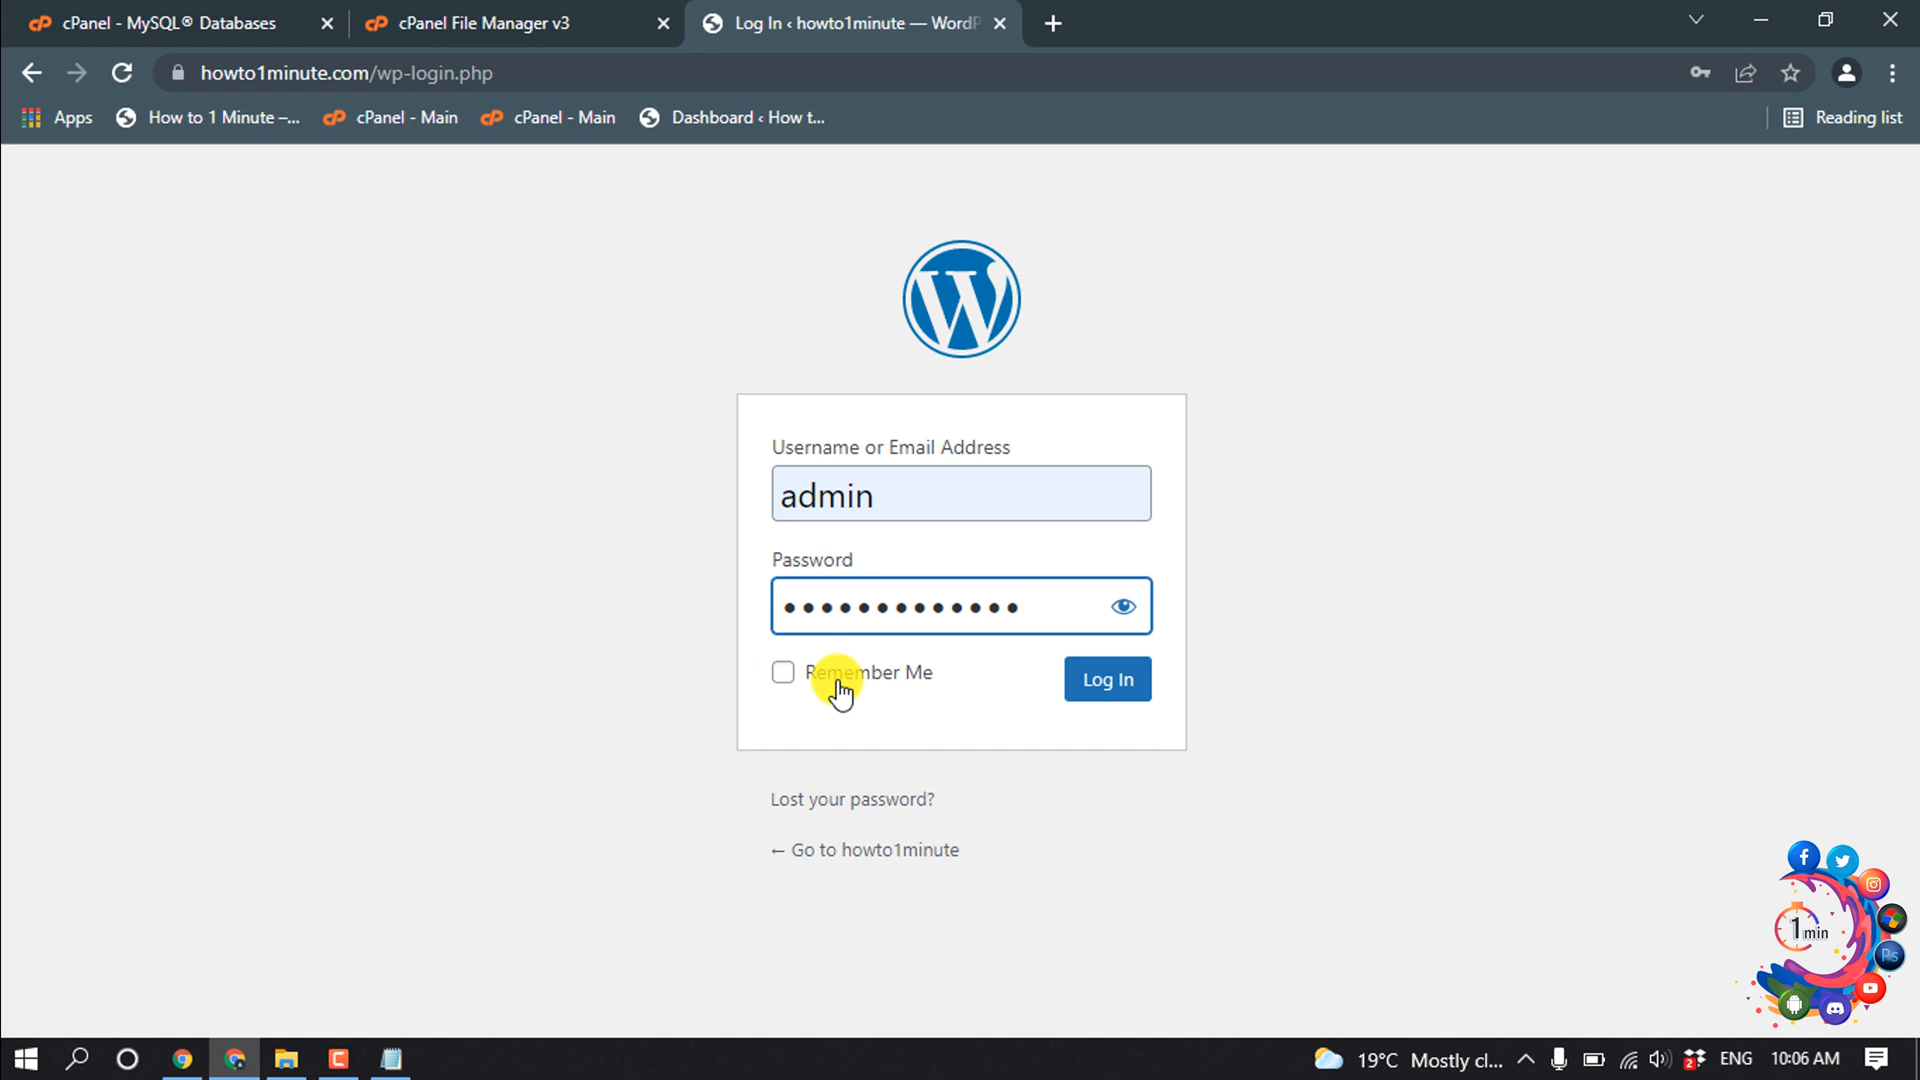 cPanel - MySQL® Databases
cPanel File Manager v3
Log In ‹ howto1minute — WordP
howto1minute.com/wp-login.php
Apps
How to 1 Minute –...
cPanel - Main
cPanel - Main
Dashboard ‹ How t...
Reading list
Username or Email Address
admin
Password
Remember Me
Log In
Lost your password?
← Go to howto1minute
1 min
Ps
19°C Mostly cl...
2
ENG
10:06 AM